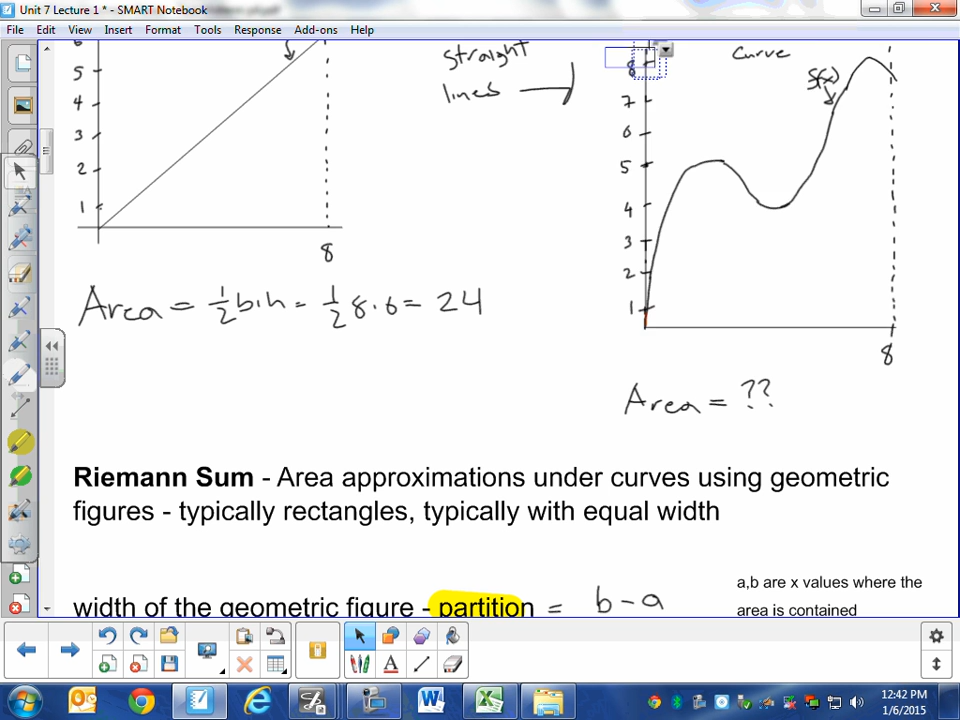 Unit 7 Lecture 1 * - SMART Notebook
File Edit View Insert Format Tools Response Add-ons Help
6
5
4
3
2
1
8
straight
lines
curve
f(x)
8
7
6
5
4
3
2
1
8
Area = 1/2 b·h = 1/2 8·6 = 24
Area = ??
Riemann Sum - Area approximations under curves using geometric
figures - typically rectangles, typically with equal width
a,b are x values where the
width of the geometric figure - partition = b-a
area is contained
12:42 PM
1/6/2015